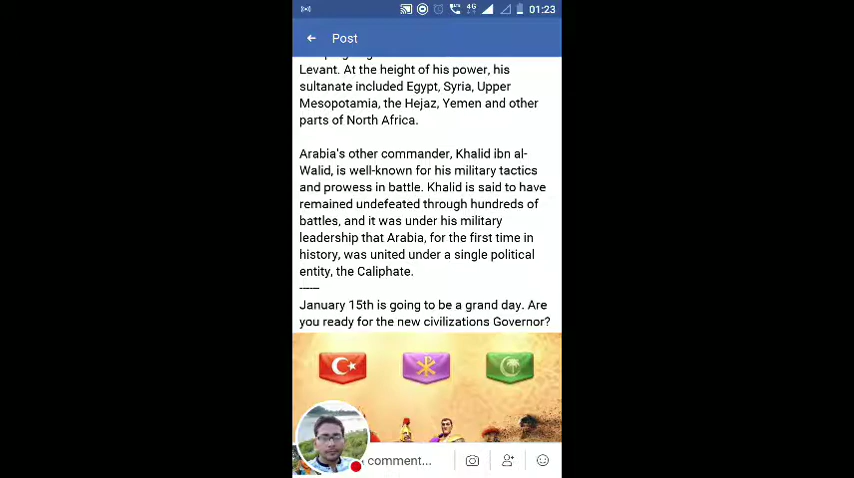 4G
01:23
Post
Levant. At the height of his power, his
sultanate included Egypt, Syria, Upper
Mesopotamia, the Hejaz, Yemen and other
parts of North Africa.
Arabia's other commander, Khalid ibn al-
Walid, is well-known for his military tactics
and prowess in battle. Khalid is said to have
remained undefeated through hundreds of
battles, and it was under his military
leadership that Arabia, for the first time in
history, was united under a single political
entity, the Caliphate.
-----
January 15th is going to be a grand day. Are
you ready for the new civilizations Governor?
comment...